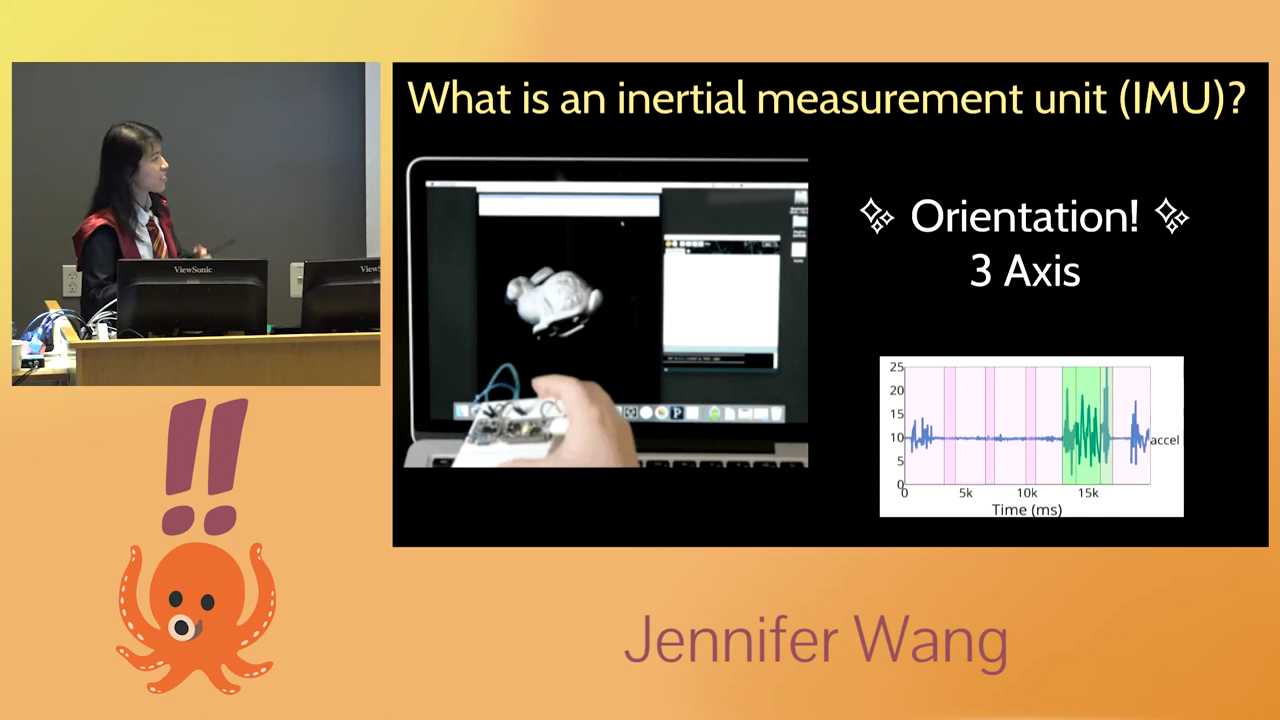 What is an inertial measurement unit (IMU)?
Orientation!
3 Axis
ViewSonic
ViewS
25
20
15
10
5
0
accel
0
5k
10k
15k
Time (ms)
!!
Jennifer Wang